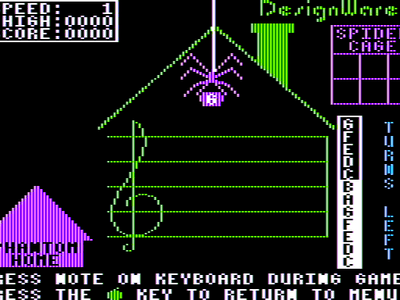 DesignWare
PEED: 1
HIGH:0000
CORE:0000
SPIDER
CAGE
6
G
F
E
D
C
B
A
G
F
E
D
C
TURNS LEFT
PHANTOM
HOME
ESS NOTE ON KEYBOARD DURING GAME
ESS THE KEY TO RETURN TO MENU